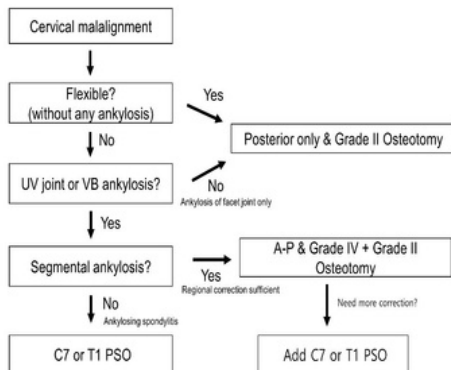 Cervical malalignment
Flexible?
(without any ankylosis)
Yes
No
Posterior only & Grade II Osteotomy
UV joint or VB ankylosis?
No
Ankylosis of facet joint only
Yes
Segmental ankylosis?
Yes
Regional correction sufficient
A-P & Grade IV + Grade II
Osteotomy
No
Ankylosing spondylitis
Need more correction?
C7 or T1 PSO
Add C7 or T1 PSO